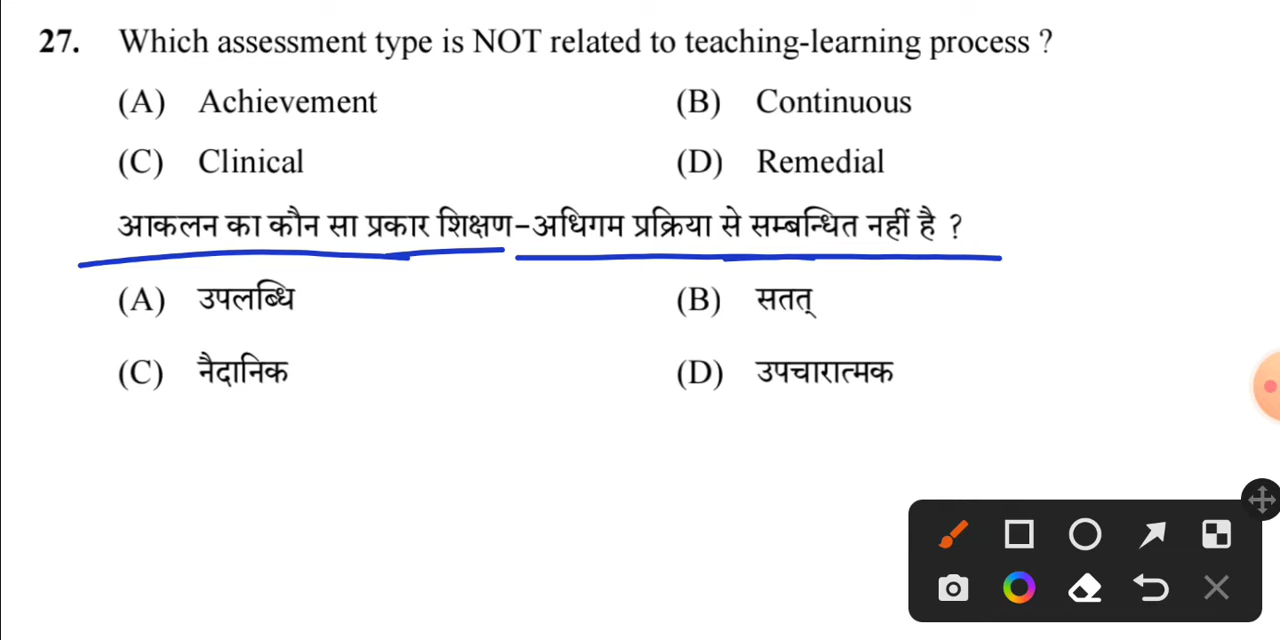 27. Which assessment type is NOT related to teaching-learning process ?
(A) Achievement (B) Continuous
(C) Clinical (D) Remedial
आकलन का कौन सा प्रकार शिक्षण-अधिगम प्रक्रिया से सम्बन्धित नहीं है ?
(A) उपलब्धि (B) सतत्
(C) नैदानिक (D) उपचारात्मक